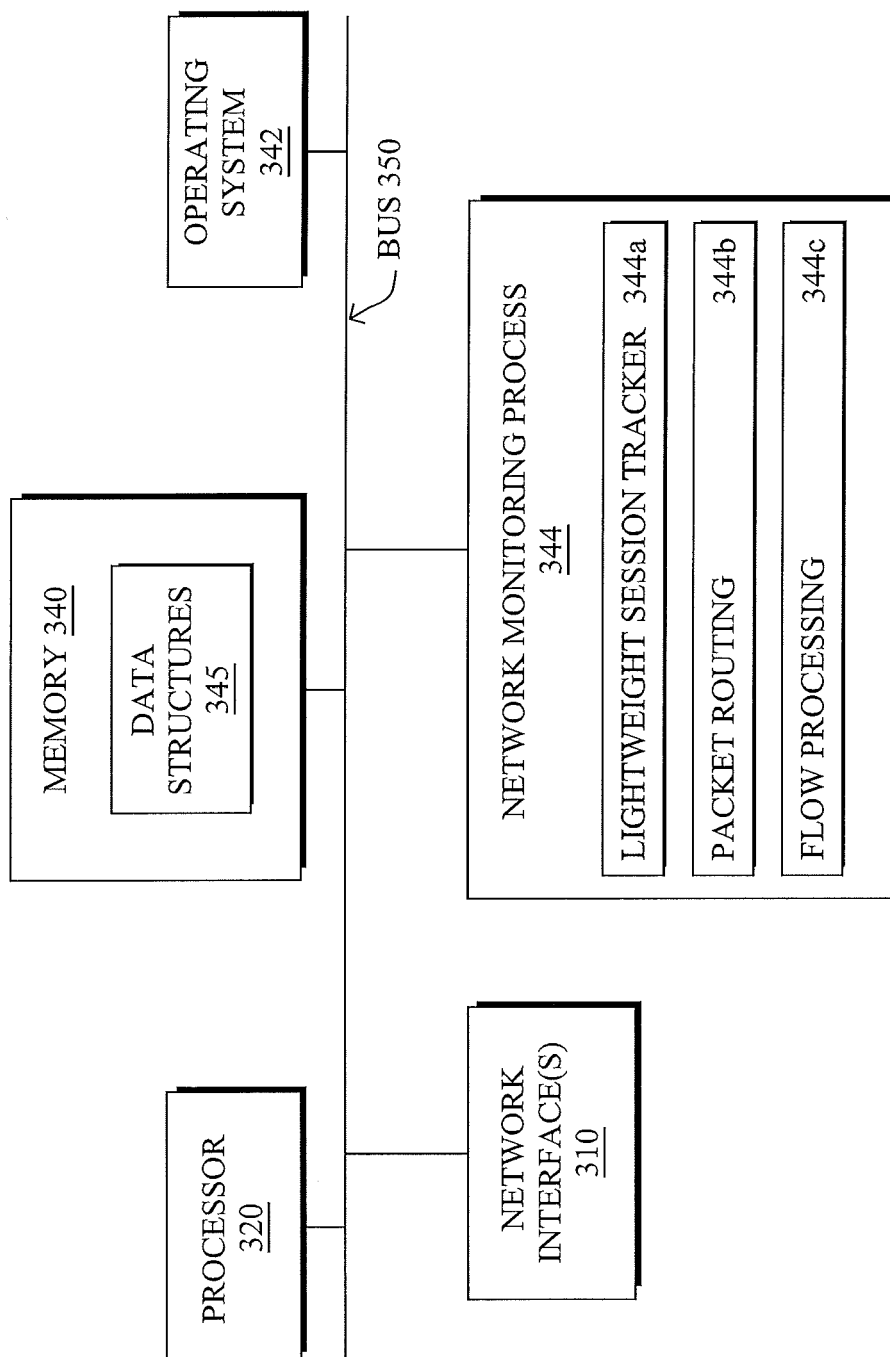 PROCESSOR
320
MEMORY 340
DATA
STRUCTURES
345
OPERATING
SYSTEM
342
BUS 350
NETWORK
INTERFACE(S)
310
NETWORK MONITORING PROCESS
344
LIGHTWEIGHT SESSION TRACKER 344a
PACKET ROUTING 344b
FLOW PROCESSING 344c